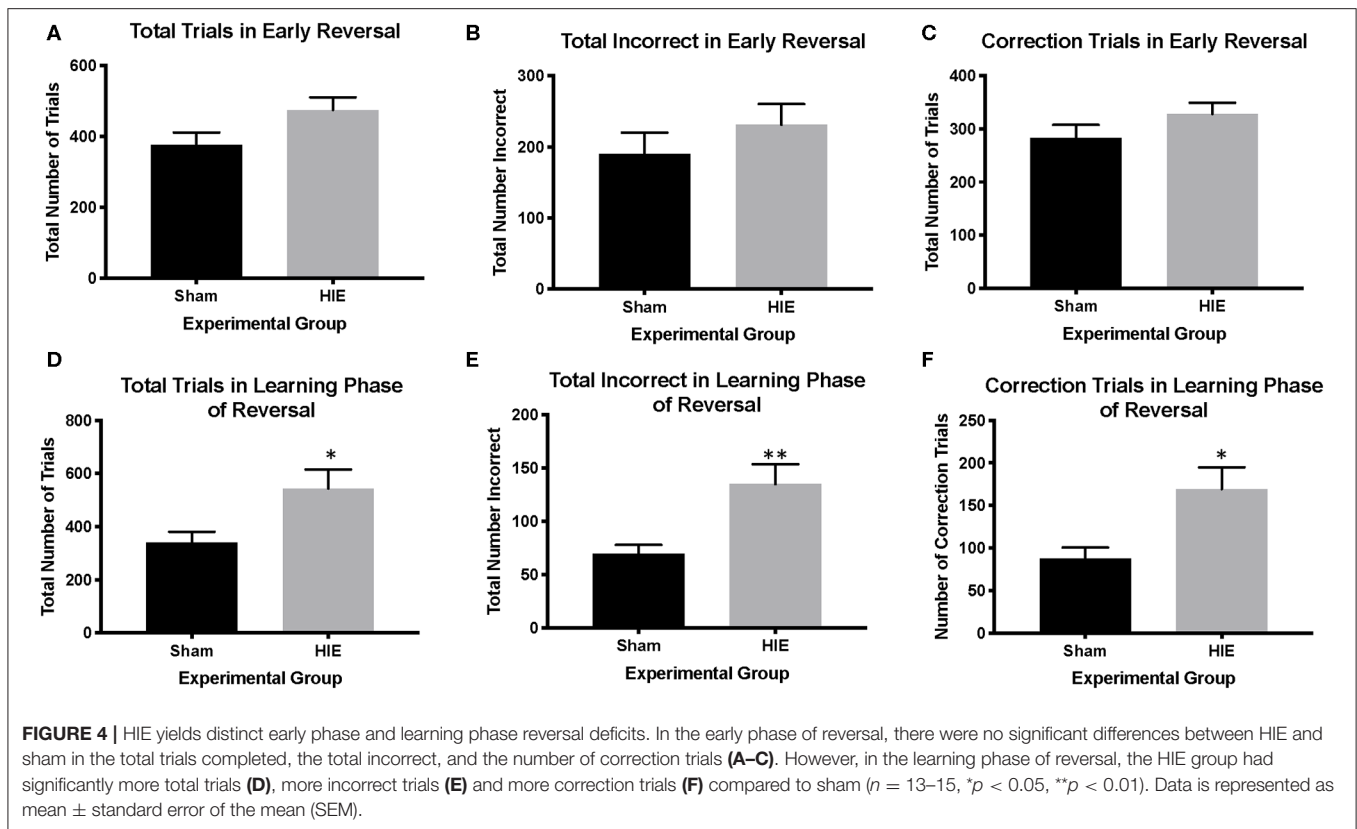 A
Total Trials in Early Reversal
Total Number of Trials
600
400
200
0
Sham
HIE
Experimental Group
B
Total Incorrect in Early Reversal
Total Number Incorrect
300
200
100
0
Sham
HIE
Experimental Group
C
Correction Trials in Early Reversal
Total Number of Trials
400
300
200
100
0
Sham
HIE
Experimental Group
D
Total Trials in Learning Phase
of Reversal
Total Number of Trials
800
600
400
200
0
*
Sham
HIE
Experimental Group
E
Total Incorrect in Learning Phase
of Reversal
Total Number Incorrect
200
150
100
50
0
**
Sham
HIE
Experimental Group
F
Correction Trials in Learning Phase
of Reversal
Number of Correction Trials
250
200
150
100
50
0
*
Sham
HIE
Experimental Group
FIGURE 4 | HIE yields distinct early phase and learning phase reversal deficits. In the early phase of reversal, there were no significant differences between HIE and
sham in the total trials completed, the total incorrect, and the number of correction trials (A–C). However, in the learning phase of reversal, the HIE group had
significantly more total trials (D), more incorrect trials (E) and more correction trials (F) compared to sham (n = 13–15, *p < 0.05, **p < 0.01). Data is represented as
mean ± standard error of the mean (SEM).